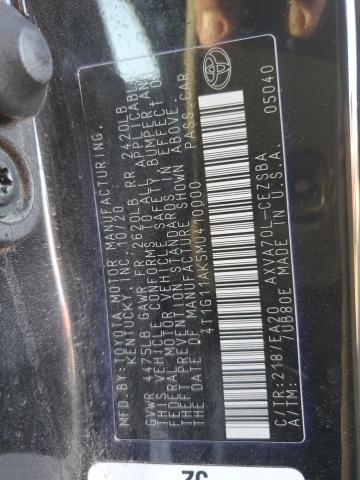 MFD.BY:TOYOTA MOTOR MANUFACTURING,
KENTUCKY, INC. 10/20
GVWR 4475LB GAWR FR 2620LB RR 2420LB
THIS VEHICLE CONFORMS TO ALL APPLICABLE
FEDERAL MOTOR VEHICLE SAFETY, BUMPER, AND
THEFT PREVENTION STANDARDS IN EFFECT ON
THE DATE OF MANUFACTURE SHOWN ABOVE.
4T1G11AK5MU410000 PASS.CAR
C/TR:218/EA20 AXVA70L-CEZSBA
A/TM: /UB80E MADE IN U.S.A. 05040